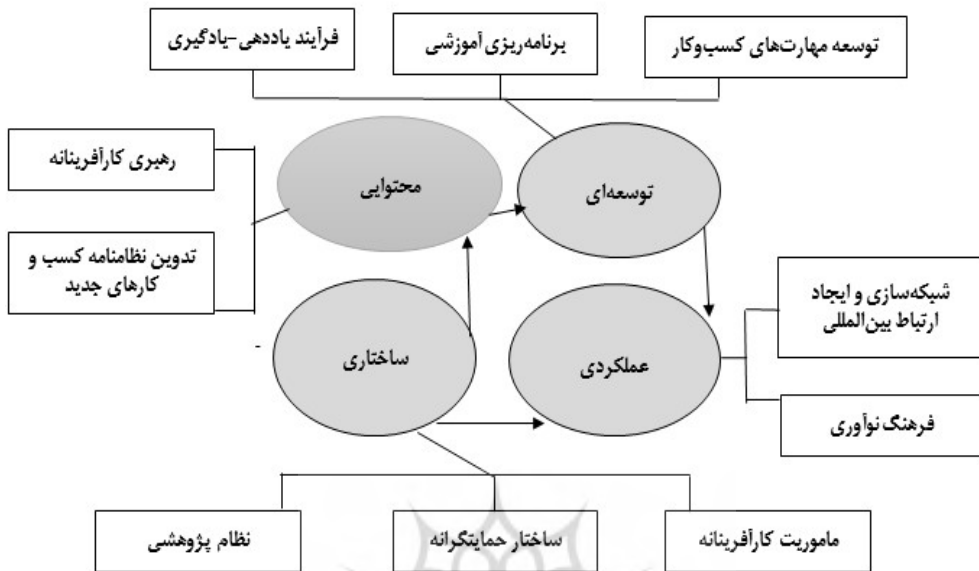 توسعه مهارت‌های کسب‌وکار
برنامه‌ریزی آموزشی
فرآیند یاددهی-یادگیری
توسعه‌ای
محتوایی
رهبری کارآفرینانه
تدوین نظامنامه کسب و
کارهای جدید
شبکه‌سازی و ایجاد
ارتباط بین‌المللی
عملکردی
ساختاری
فرهنگ نوآوری
ماموریت کارآفرینانه
ساختار حمایتگرانه
نظام پژوهشی